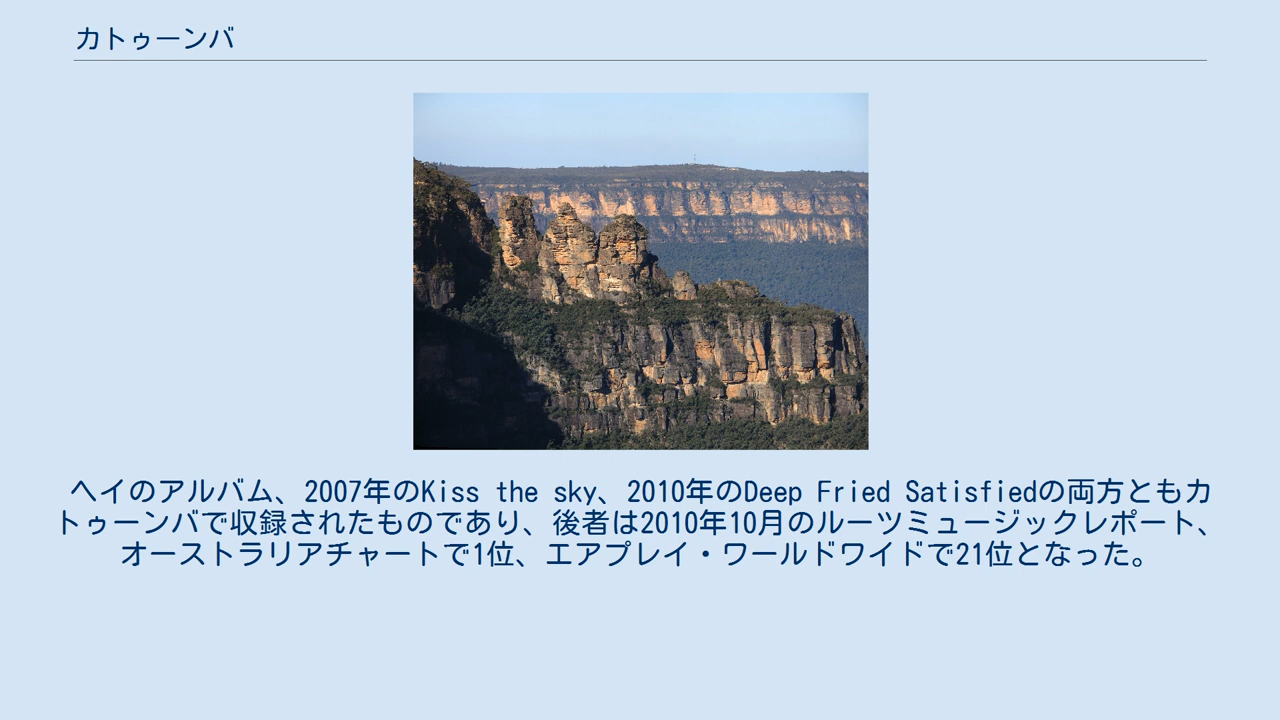 カトゥーンバ
ヘイのアルバム、2007年のKiss the sky、2010年のDeep Fried Satisfiedの両方ともカ
トゥーンバで収録されたものであり、後者は2010年10月のルーツミュージックレポート、
オーストラリアチャートで1位、エアプレイ・ワールドワイドで21位となった。